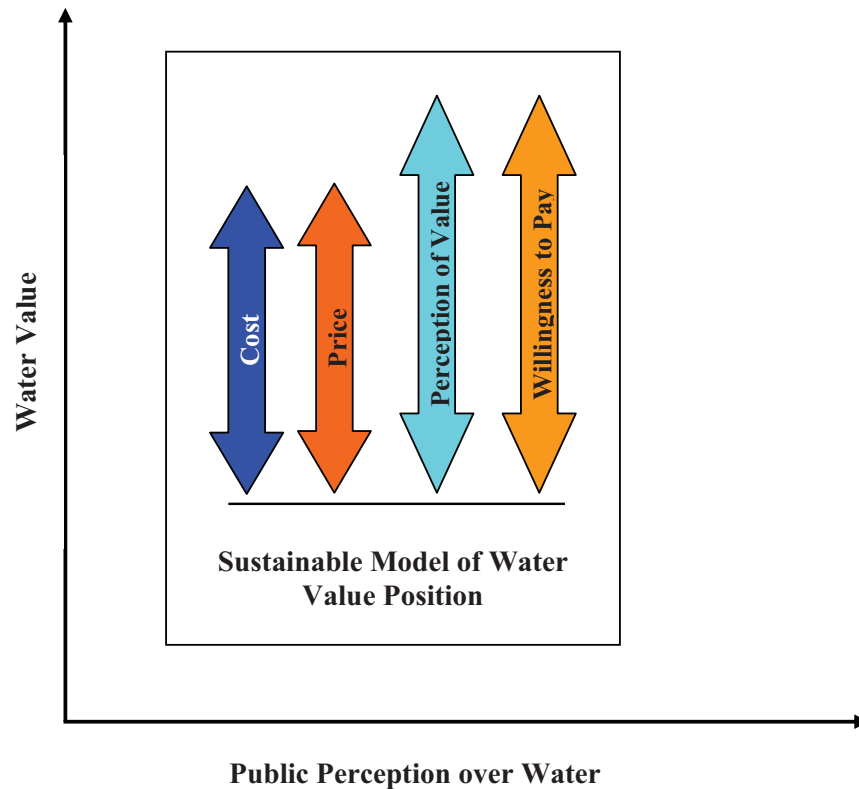 Water Value
Cost
Price
Perception of Value
Willingness to Pay
Sustainable Model of Water
Value Position
Public Perception over Water